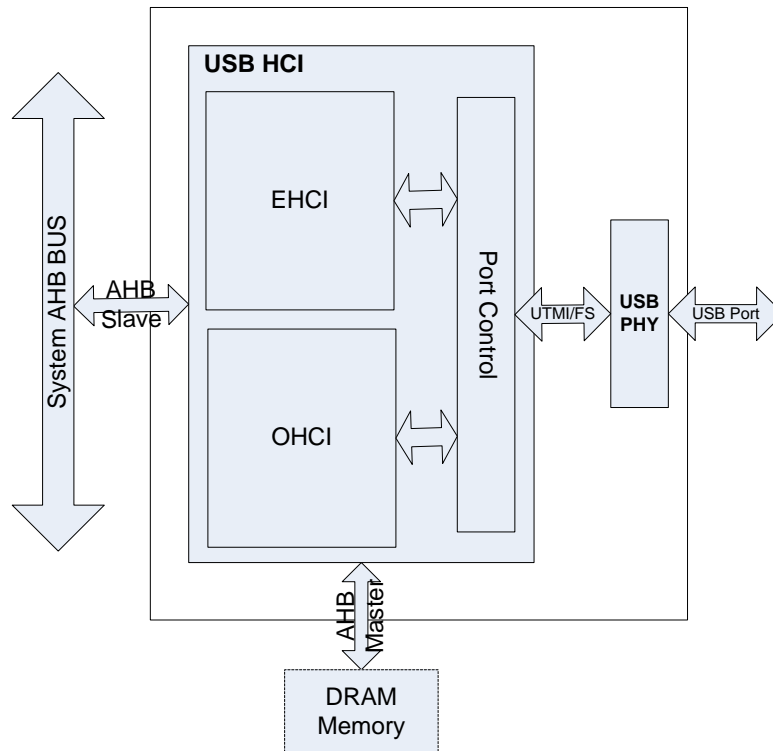 USB HCI
EHCI
System AHB BUS
AHB
Slave
Port Control
UTMI/FS
USB
PHY
USB Port
OHCI
AHB
Master
DRAM
Memory